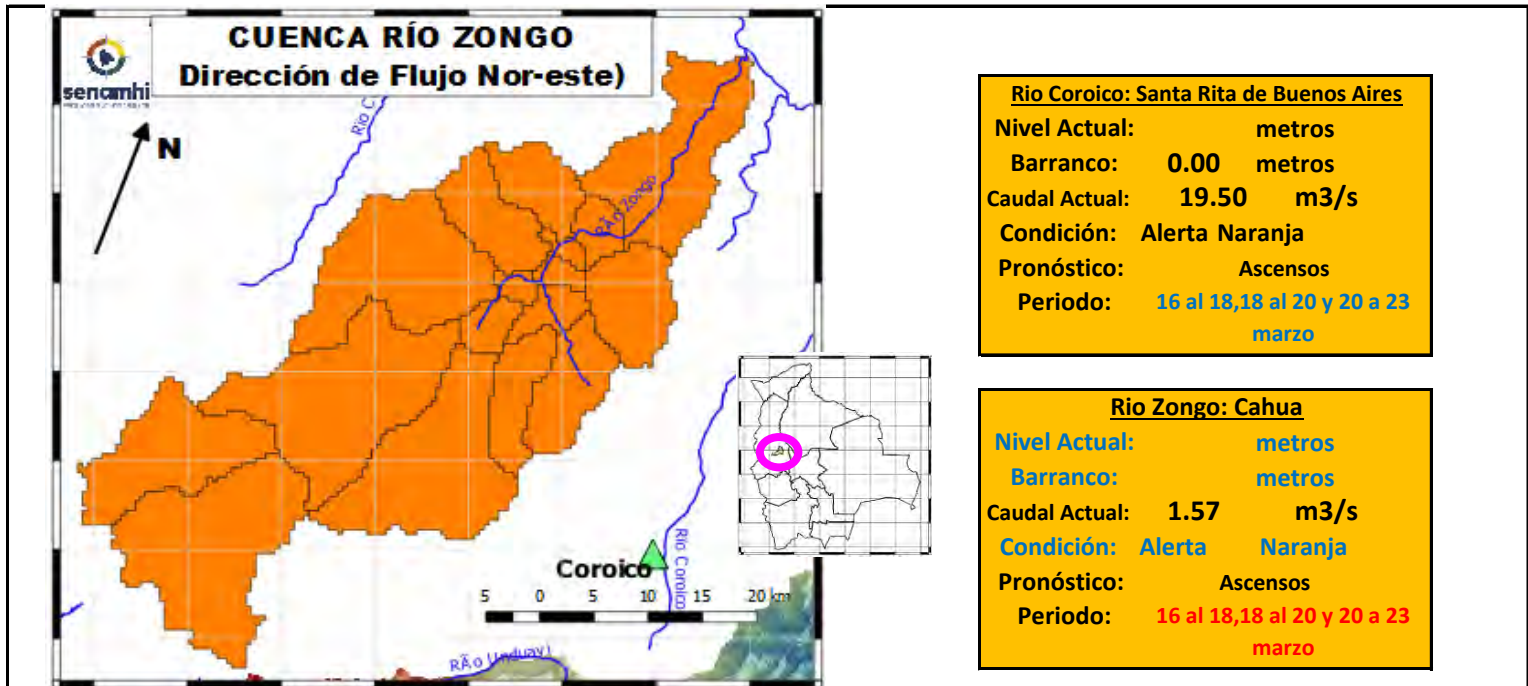 CUENCA RÍO ZONGO
Dirección de Flujo Nor-este)
senamhi
N
Río C
RÃo Zongo
Coroico
Río Coroico
5 0 5 10 15 20 km
RÃo Unduavi
Rio Coroico: Santa Rita de Buenos Aires
Nivel Actual: metros
Barranco: 0.00 metros
Caudal Actual: 19.50 m3/s
Condición: Alerta Naranja
Pronóstico: Ascensos
Periodo: 16 al 18,18 al 20 y 20 a 23
marzo
Rio Zongo: Cahua
Nivel Actual: metros
Barranco: metros
Caudal Actual: 1.57 m3/s
Condición: Alerta Naranja
Pronóstico: Ascensos
Periodo: 16 al 18,18 al 20 y 20 a 23
marzo